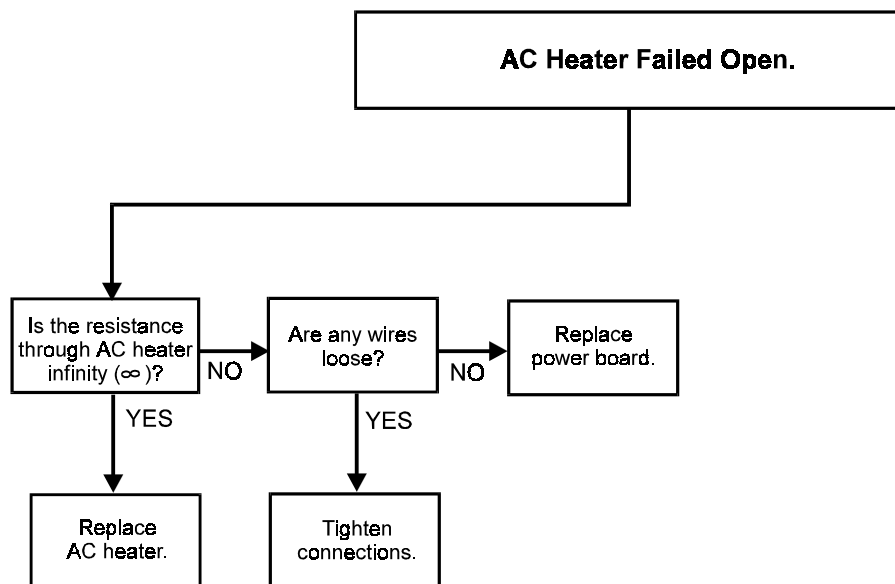 AC Heater Failed Open.
Is the resistance
through AC heater
infinity (∞)?
NO
Are any wires
loose?
NO
Replace
power board.
YES
YES
Replace
AC heater.
Tighten
connections.